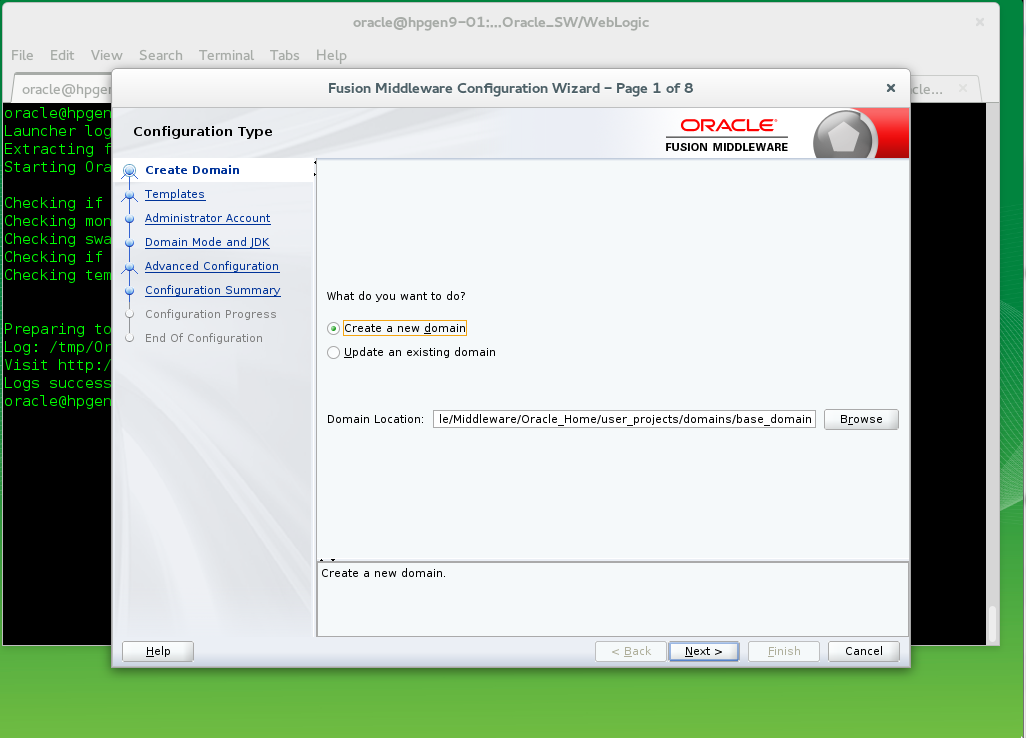 oracle@hpgen9-01:...Oracle_SW/WebLogic
File Edit View Search Terminal Tabs Help
oracle@hpger
cle...
oracle@hpgen
Launcher log
Extracting f
Starting Ora
Checking if
Checking mon
Checking swa
Checking if
Checking tem
Preparing to
Log: /tmp/Or
Visit http:/
Logs success
oracle@hpgen
Fusion Middleware Configuration Wizard - Page 1 of 8
Configuration Type
ORACLE
FUSION MIDDLEWARE
Create Domain
Templates
Administrator Account
Domain Mode and JDK
Advanced Configuration
Configuration Summary
Configuration Progress
End Of Configuration
What do you want to do?
Create a new domain
Update an existing domain
Domain Location: le/Middleware/Oracle_Home/user_projects/domains/base_domain Browse
Create a new domain.
Help < Back Next > Finish Cancel